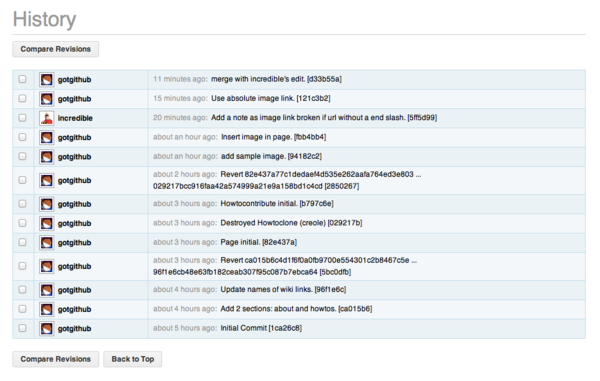 History
Compare Revisions
gotgithub 11 minutes ago: merge with incredible's edit. [d33b55a]
gotgithub 15 minutes ago: Use absolute image link. [121c3b2]
incredible 20 minutes ago: Add a note as image link broken if url without a end slash. [5ff5d99]
gotgithub about an hour ago: Insert image in page. [fbb4bb4]
gotgithub about an hour ago: add sample image. [94182c2]
gotgithub about 2 hours ago: Revert 82e437a77c1dedaef4d535e262aafa764ed3e803 ...
029217bcc916faa42a574999a21e9a158bd1c4cd [2850267]
gotgithub about 3 hours ago: Howtocontribute initial. [b797c6e]
gotgithub about 3 hours ago: Destroyed Howtoclone (creole) [029217b]
gotgithub about 3 hours ago: Page initial. [82e437a]
gotgithub about 3 hours ago: Revert ca015b6c4d1f6f0a0fb9700e554301c2b8467c5e ...
96f1e6cb48e63fb182ceab307f95c087b7ebca64 [5bc0dfb]
gotgithub about 4 hours ago: Update names of wiki links. [96f1e6c]
gotgithub about 4 hours ago: Add 2 sections: about and howtos. [ca015b6]
gotgithub about 5 hours ago: Initial Commit [1ca26c8]
Compare Revisions Back to Top